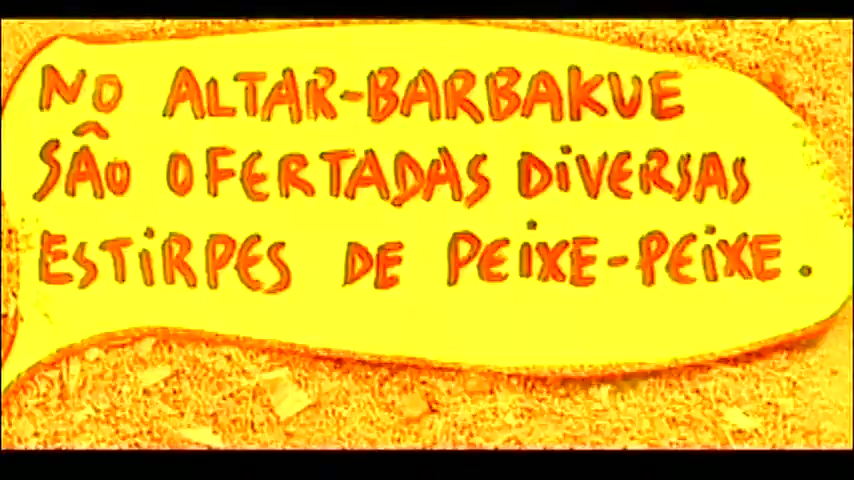 NO ALTAR-BARBAKUE
SÂO OFERTADAS DIVERSAS
ESTIRPES DE PEIXE-PEIXE.